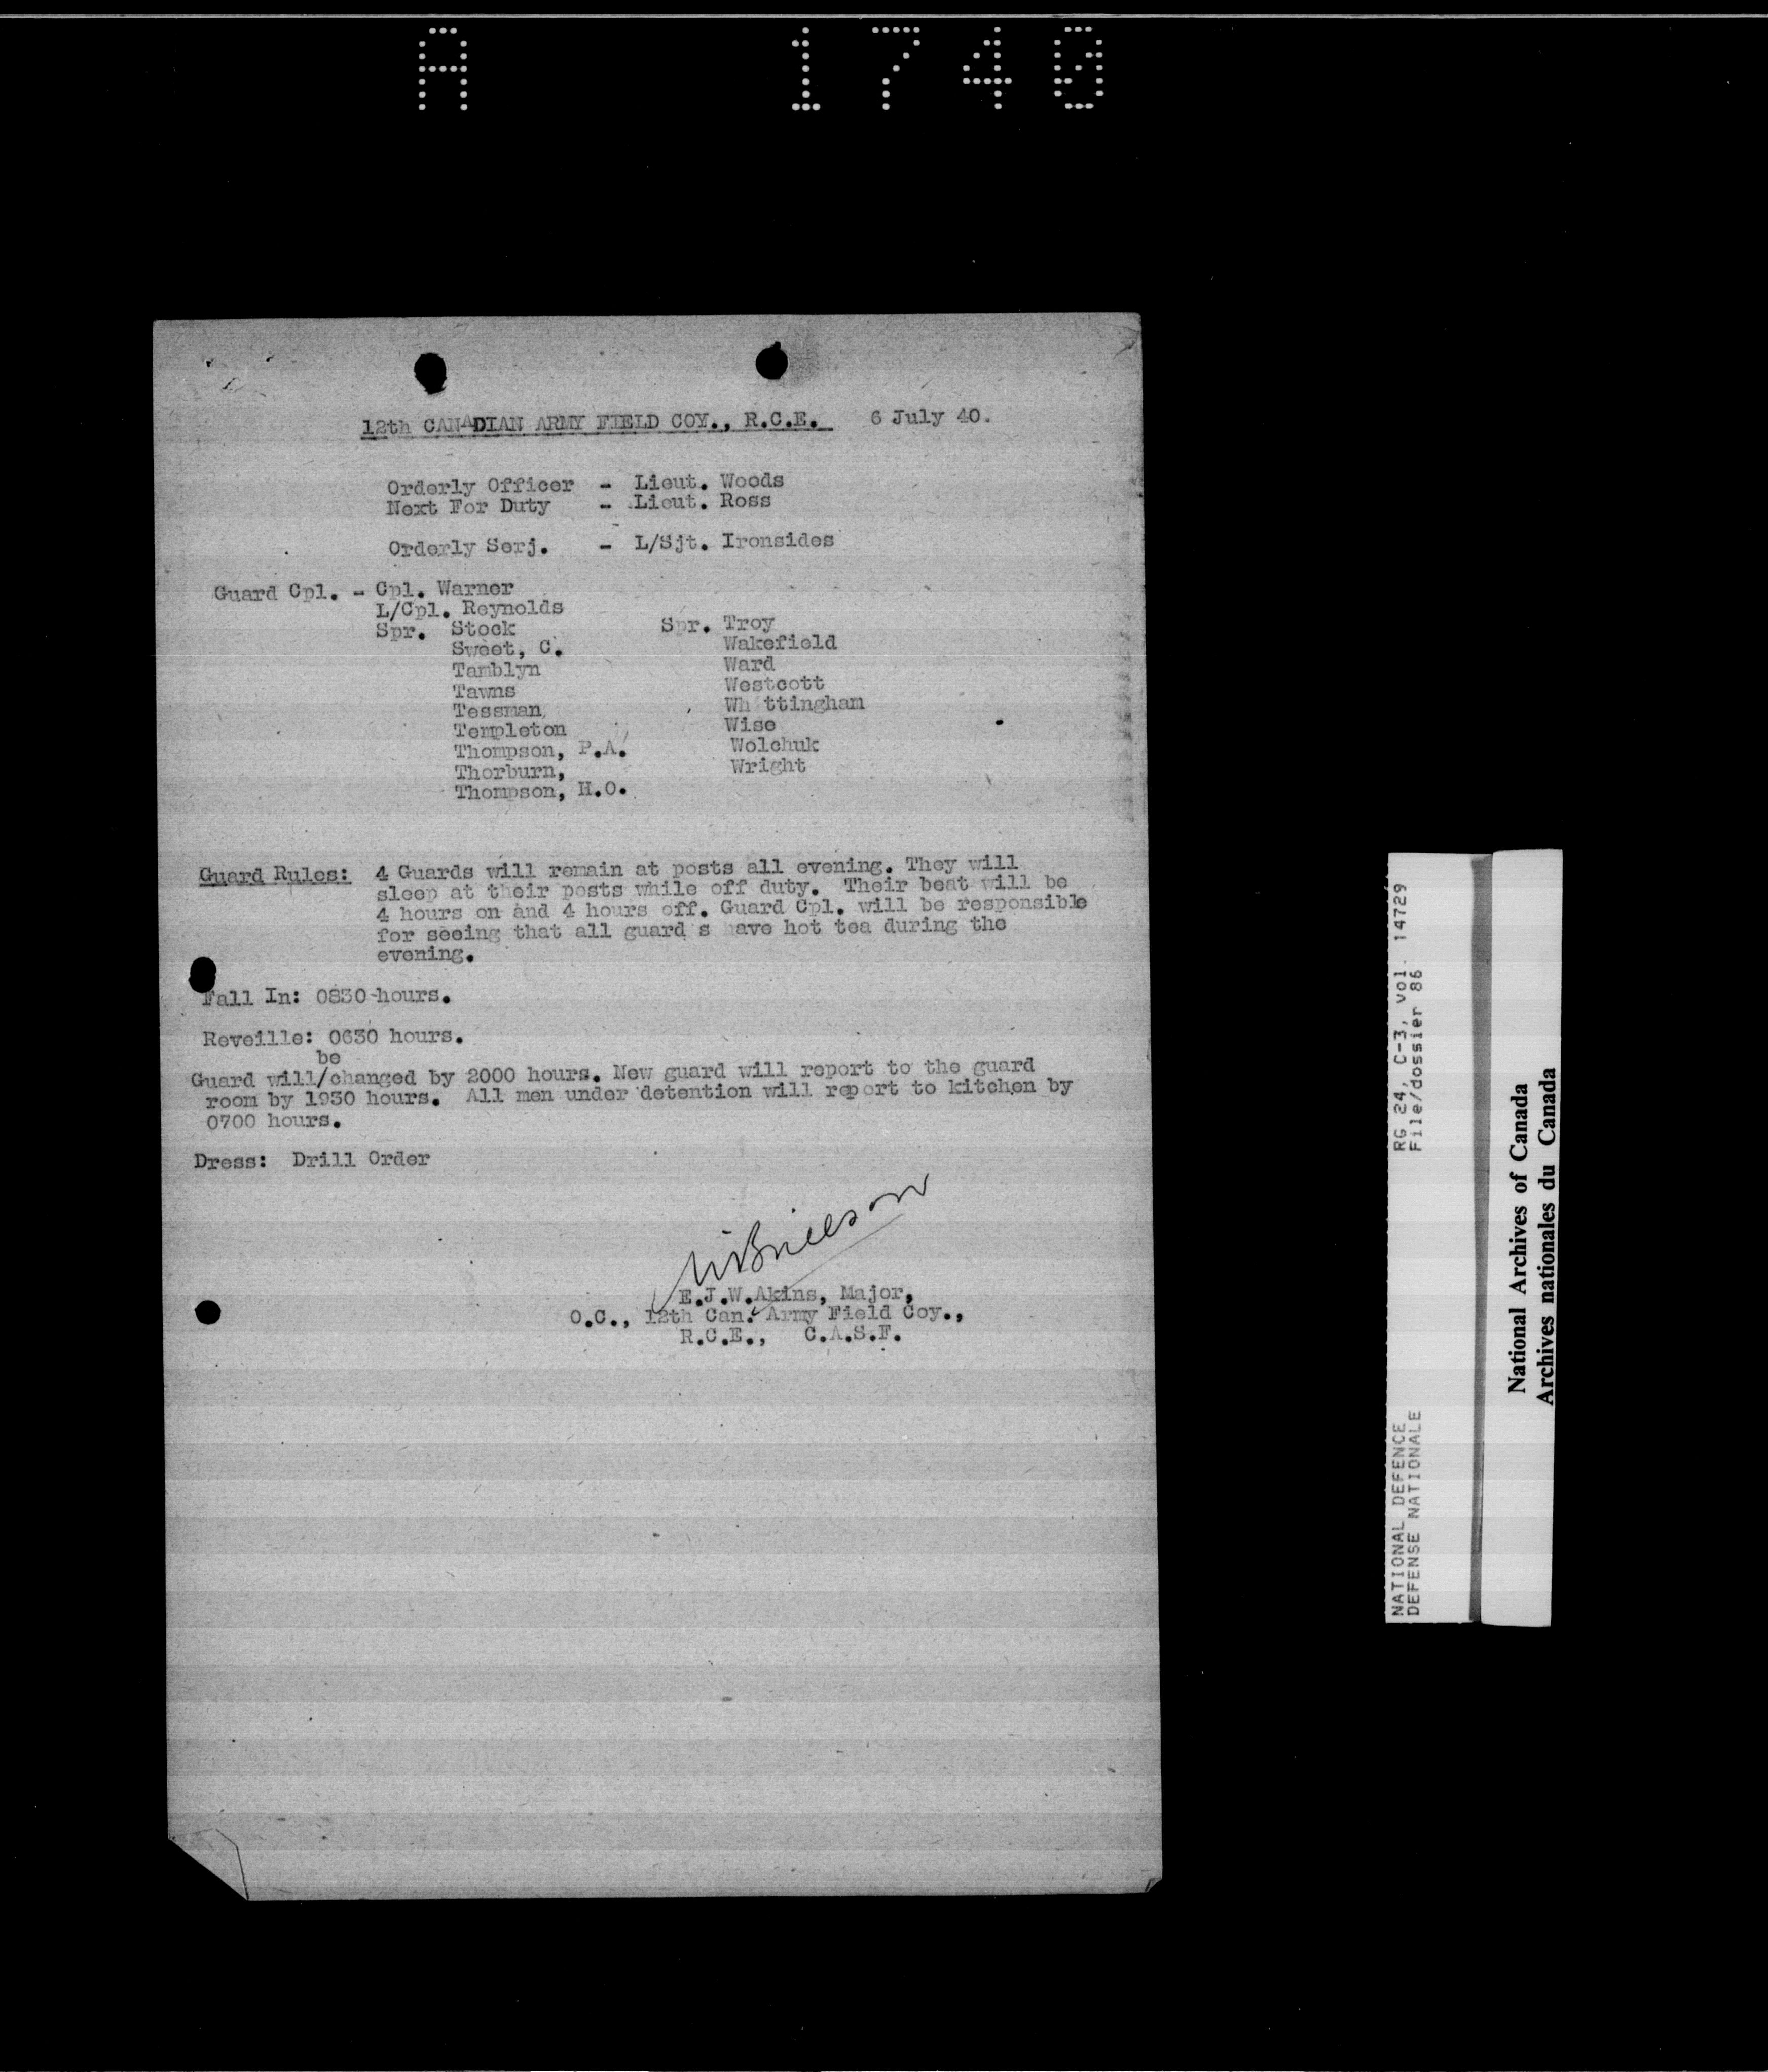 A 1740
12th CANADIAN ARMY FIELD COY., R.C.E. 6 July 40.
Orderly Officer - Lieut. Woods
Next For Duty - Lieut. Ross
Orderly Serj. - L/Sjt. Ironsides
Guard Cpl. - Cpl. Warner
L/Cpl. Reynolds
Spr. Stock Spr. Troy
Sweet, C. Wakefield
Tamblyn Ward
Tawns Westcott
Tessman, Wh ttingham
Templeton Wise
Thompson, P.A. Wolchuk
Thorburn, Wright
Thompson, H.O.
Guard Rules: 4 Guards will remain at posts all evening. They will
sleep at their posts while off duty. Their beat will be
4 hours on and 4 hours off. Guard Cpl. will be responsible
for seeing that all guard s have hot tea during the
evening.
Fall In: 0830 hours.
Reveille: 0630 hours.
be
Guard will/changed by 2000 hours. New guard will report to the guard
room by 1930 hours. All men under detention will report to kitchen by
0700 hours.
Dress: Drill Order
E.J.W.Akins, Major,
O.C., 12th Can. Army Field Coy.,
R.C.E., C.A.S.F.
NATIONAL DEFENCE RG 24, C-3, vol. 14729
DEFENSE NATIONALE File/dossier 86
National Archives of Canada
Archives nationales du Canada